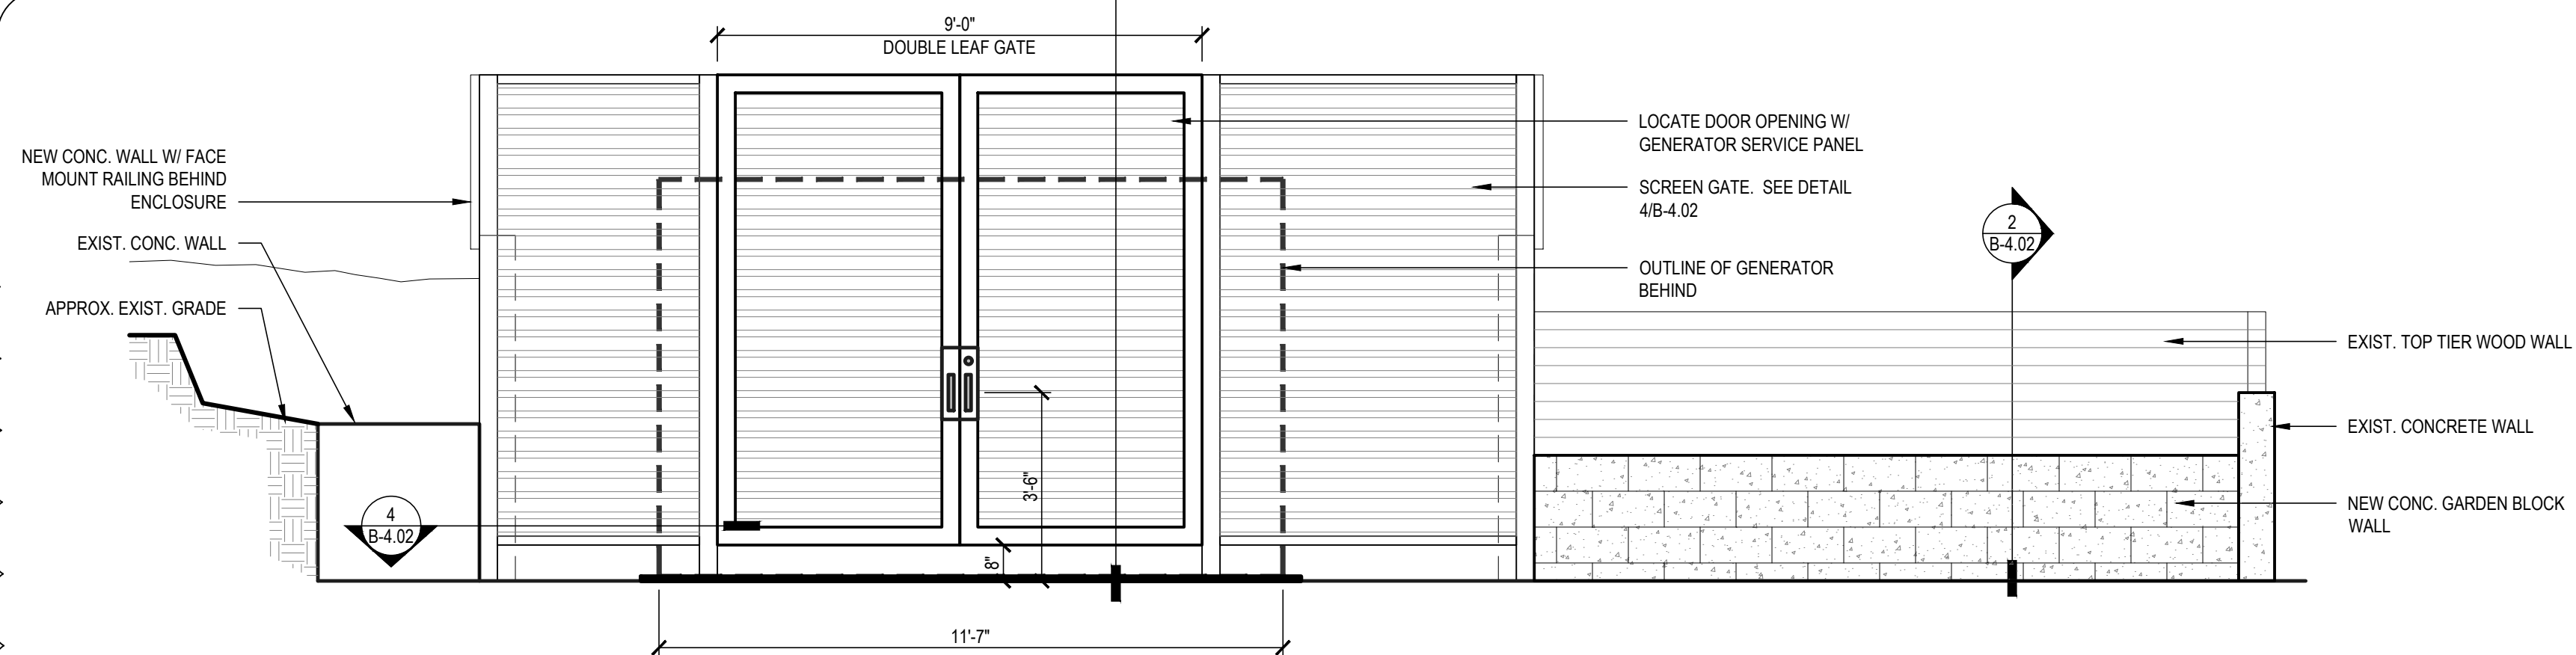 9'-0"
DOUBLE LEAF GATE
NEW CONC. WALL W/ FACE
MOUNT RAILING BEHIND
ENCLOSURE
EXIST. CONC. WALL
APPROX. EXIST. GRADE
4
B-4.02
LOCATE DOOR OPENING W/
GENERATOR SERVICE PANEL
SCREEN GATE. SEE DETAIL
4/B-4.02
OUTLINE OF GENERATOR
BEHIND
2
B-4.02
EXIST. TOP TIER WOOD WALL
EXIST. CONCRETE WALL
NEW CONC. GARDEN BLOCK
WALL
3'-6"
8"
11'-7"